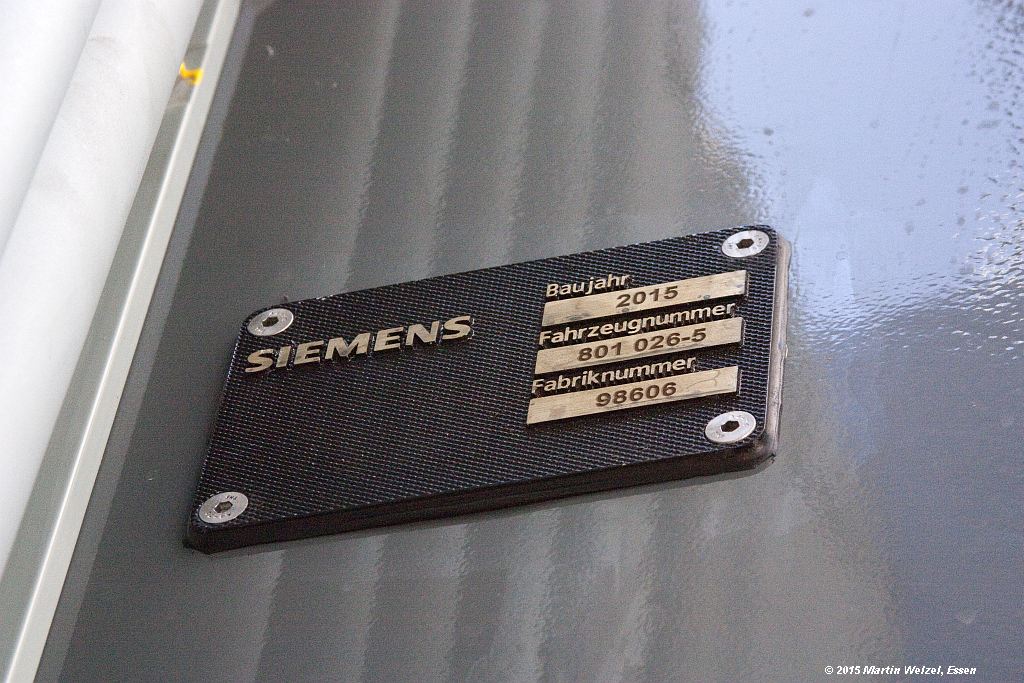 SIEMENS
Baujahr
2015
Fahrzeugnummer
801 026-5
Fabriknummer
98606
© 2015 Martin Welzel, Essen